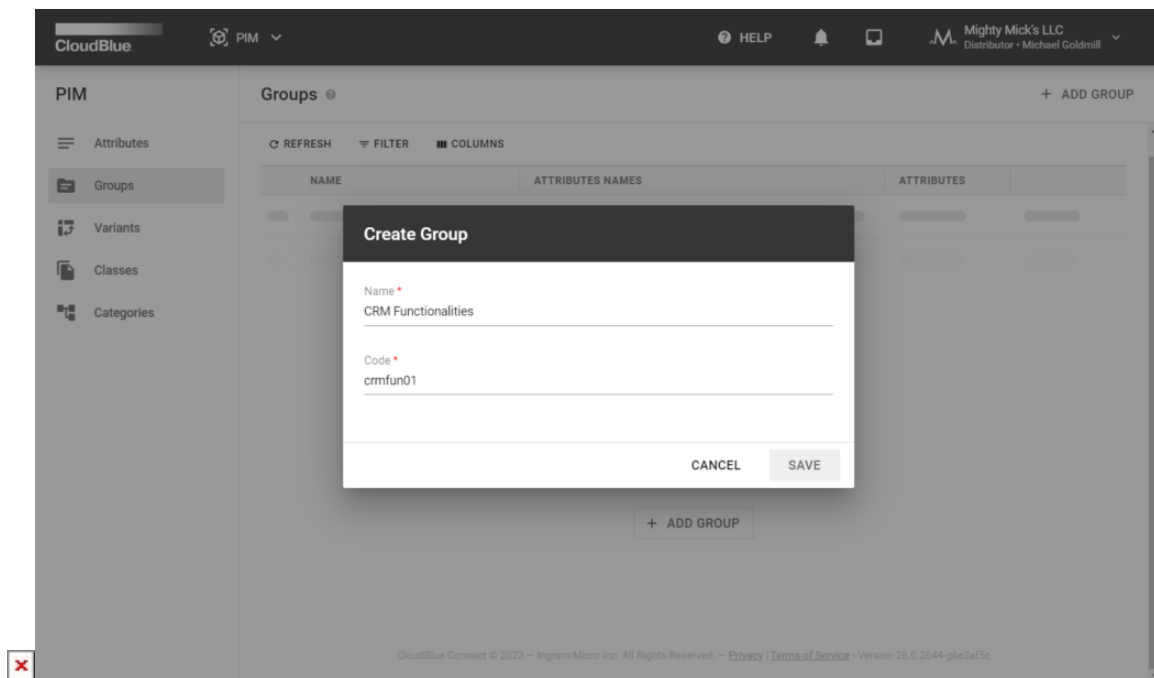 CloudBlue
PIM
HELP
Mighty Mick's LLC
Distributor • Michael Goldmill
PIM
Groups
+ ADD GROUP
Attributes
Groups
Variants
Classes
Categories
REFRESH FILTER COLUMNS
NAME ATTRIBUTES NAMES ATTRIBUTES
Create Group
Name *
CRM Functionalities
Code *
crmfun01
CANCEL SAVE
+ ADD GROUP
CloudBlue Connect © 2023 — Ingram Micro Inc. All Rights Reserved. — Privacy | Terms of Service - Version 26.0.2644-g6e2af5c